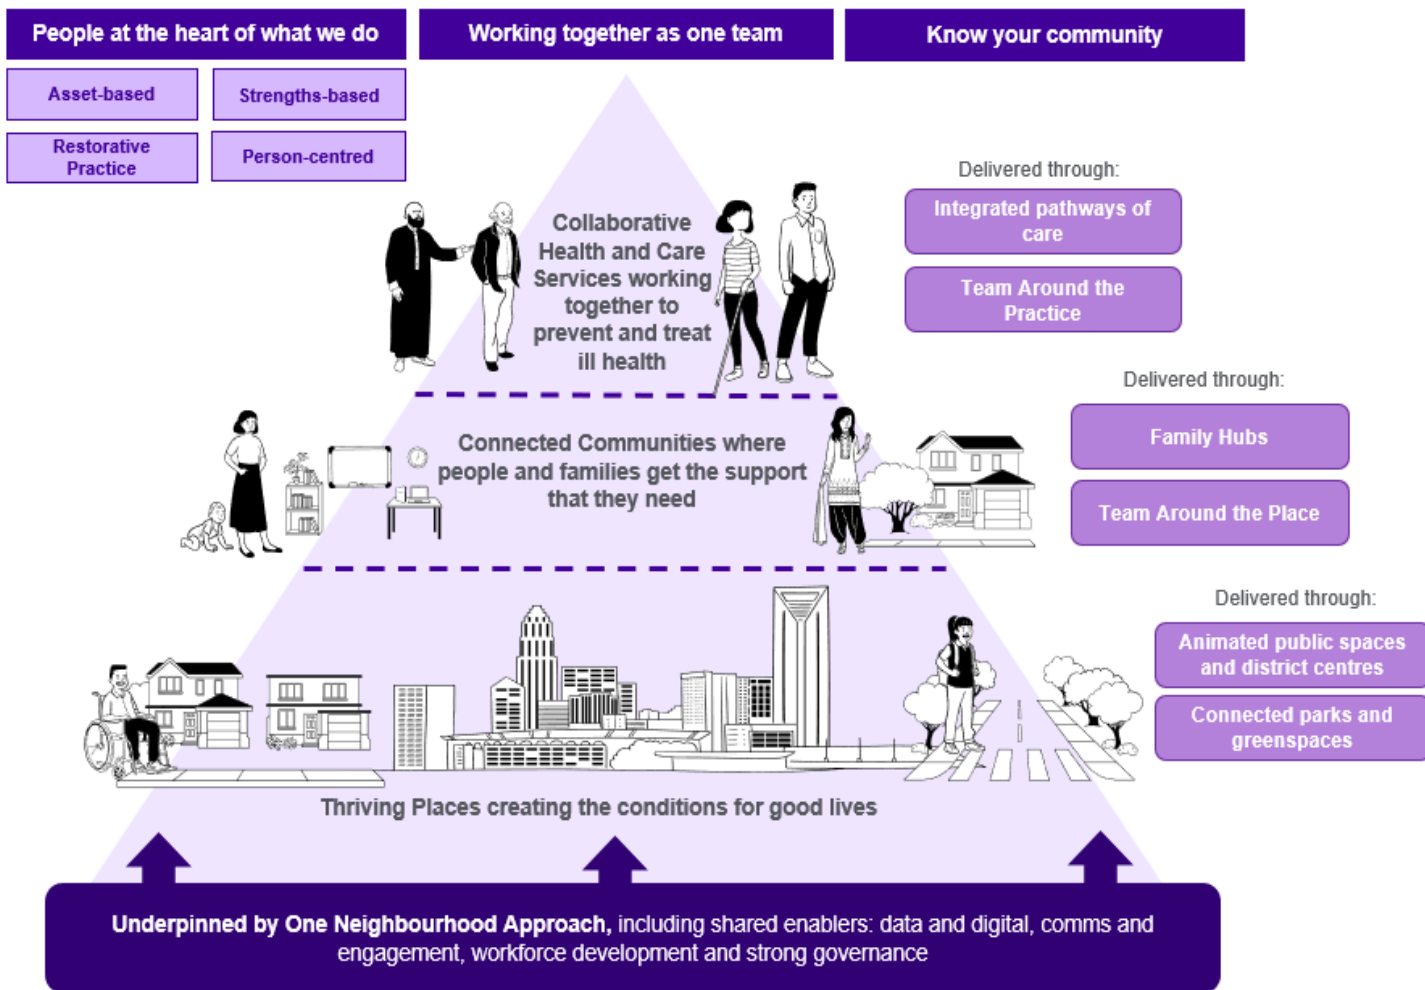 People at the heart of what we do
Working together as one team
Know your community
Asset-based
Strengths-based
Restorative
Practice
Person-centred
Collaborative
Health and Care
Services working
together to
prevent and treat
ill health
Delivered through:
Integrated pathways of
care
Team Around the
Practice
Connected Communities where
people and families get the support
that they need
Delivered through:
Family Hubs
Team Around the Place
Delivered through:
Animated public spaces
and district centres
Connected parks and
greenspaces
Thriving Places creating the conditions for good lives
Underpinned by One Neighbourhood Approach, including shared enablers: data and digital, comms and
engagement, workforce development and strong governance